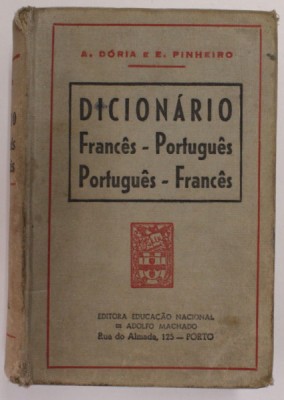 A. DÓRIA E E. PINHEIRO
DICIONÁRIO
Francês - Português
Português - Francês
EDITORA EDUCAÇÃO NACIONAL
DE ADOLFO MACHADO
Rua do Almada, 125 — PORTO